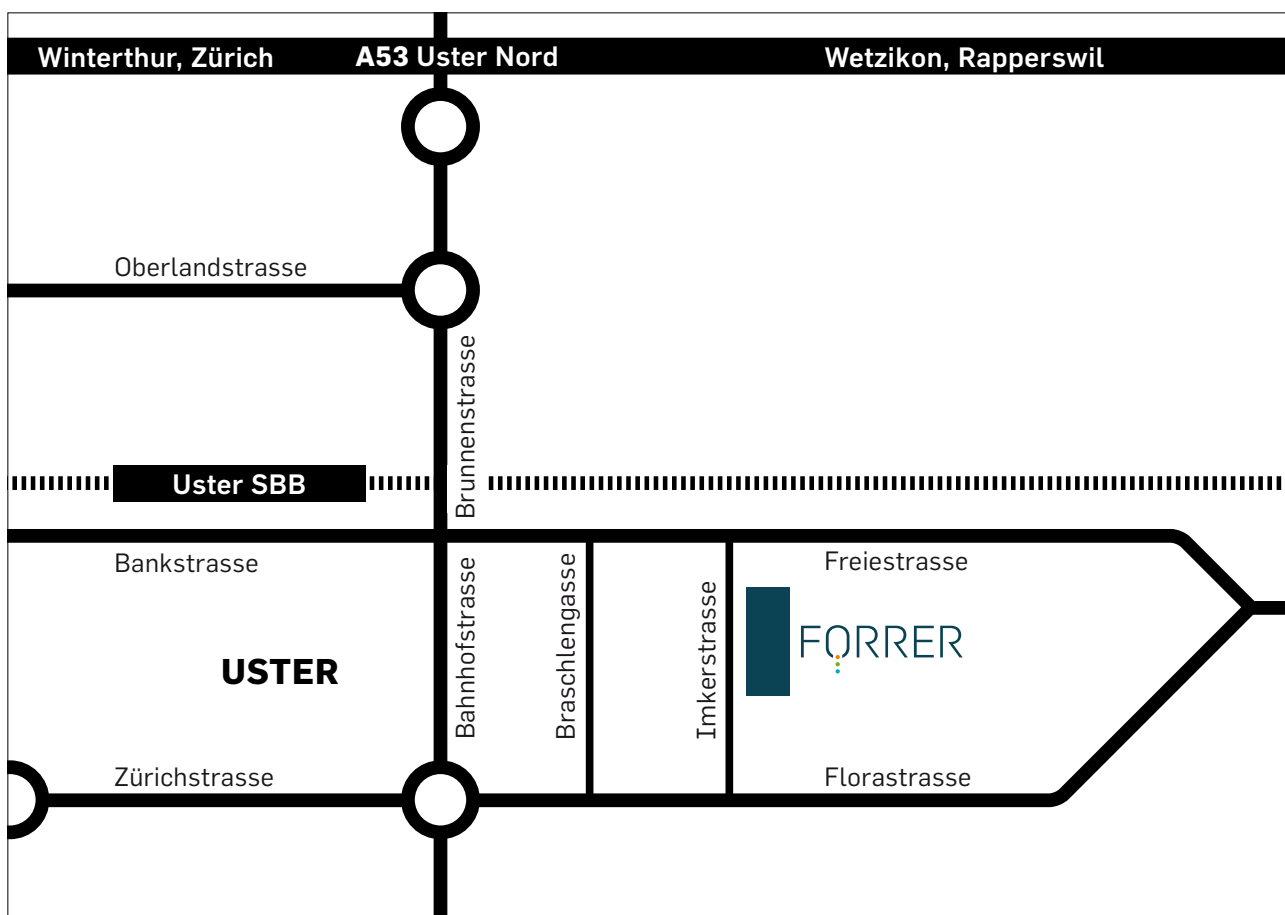 Winterthur, Zürich
A53 Uster Nord
Wetzikon, Rapperswil
Oberlandstrasse
Brunnenstrasse
Uster SBB
Bankstrasse
Freiestrasse
Bahnhofstrasse
Braschlengasse
Imkerstrasse
FORRER
USTER
Zürichstrasse
Florastrasse